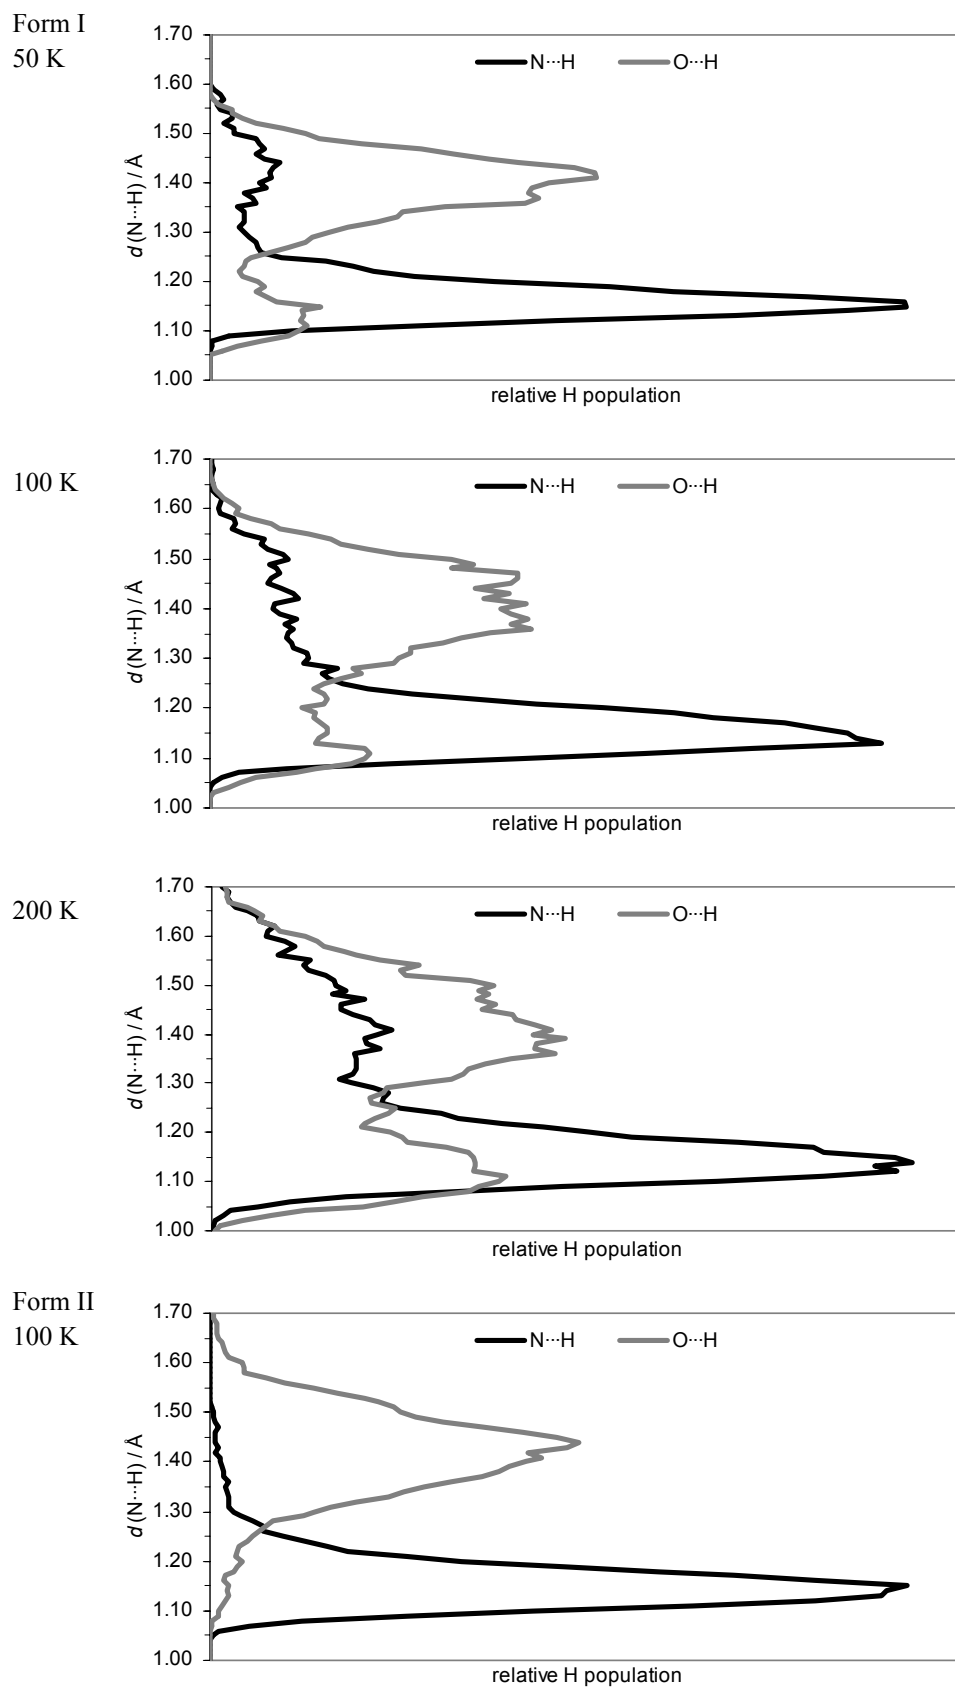 Form I
50 K
1.70
1.60
1.50
1.40
1.30
1.20
1.10
1.00
d (N···H) / Å
N···H O···H
relative H population
100 K
1.70
1.60
1.50
1.40
1.30
1.20
1.10
1.00
d (N···H) / Å
N···H O···H
relative H population
200 K
1.70
1.60
1.50
1.40
1.30
1.20
1.10
1.00
d (N···H) / Å
N···H O···H
relative H population
Form II
100 K
1.70
1.60
1.50
1.40
1.30
1.20
1.10
1.00
d (N···H) / Å
N···H O···H
relative H population